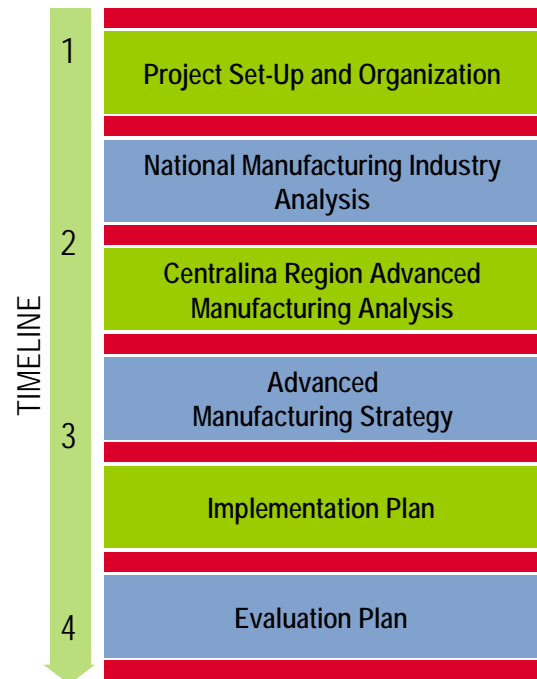 TIMELINE
1
Project Set-Up and Organization
National Manufacturing Industry
Analysis
2
Centralina Region Advanced
Manufacturing Analysis
Advanced
Manufacturing Strategy
3
Implementation Plan
4
Evaluation Plan